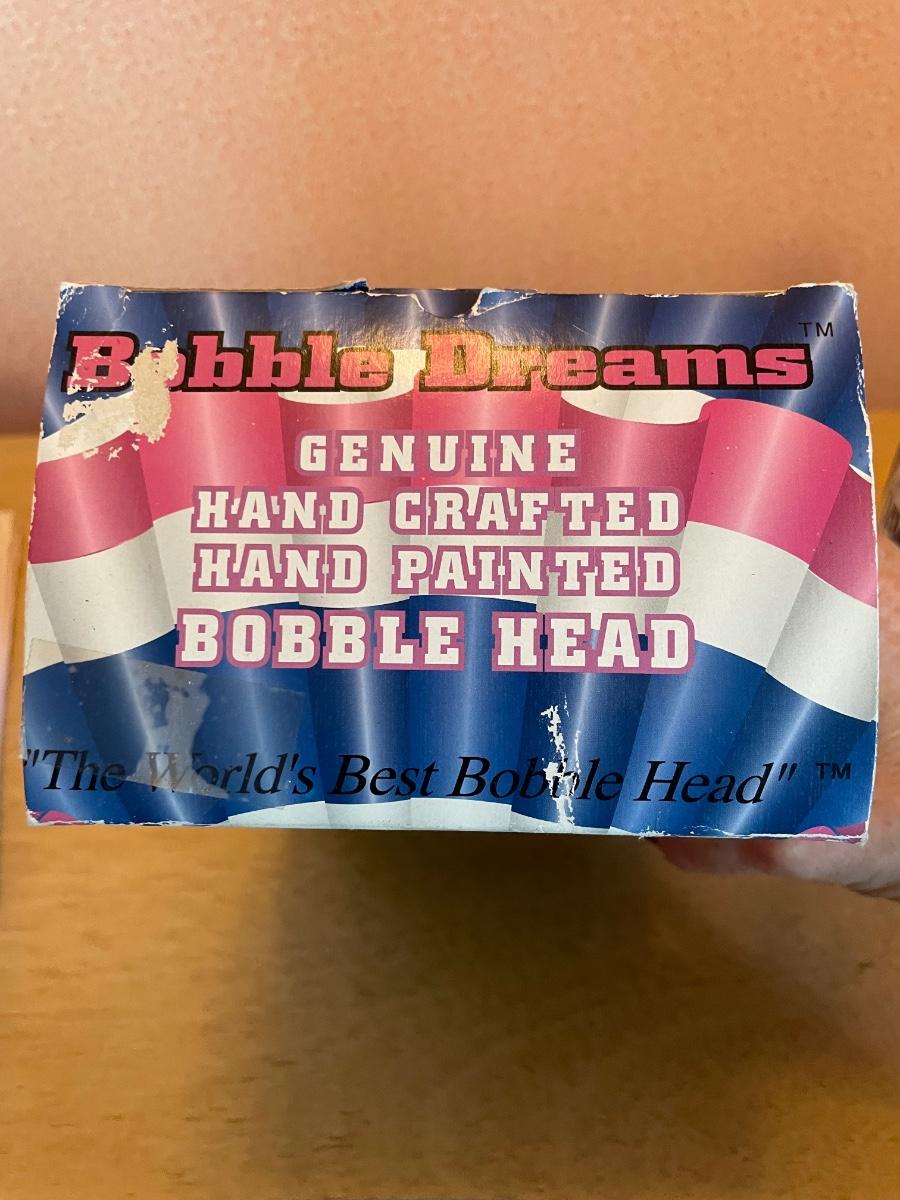 Bobble Dreams™
GENUINE
HAND CRAFTED
HAND PAINTED
BOBBLE HEAD
"The World's Best Bobble Head" ™